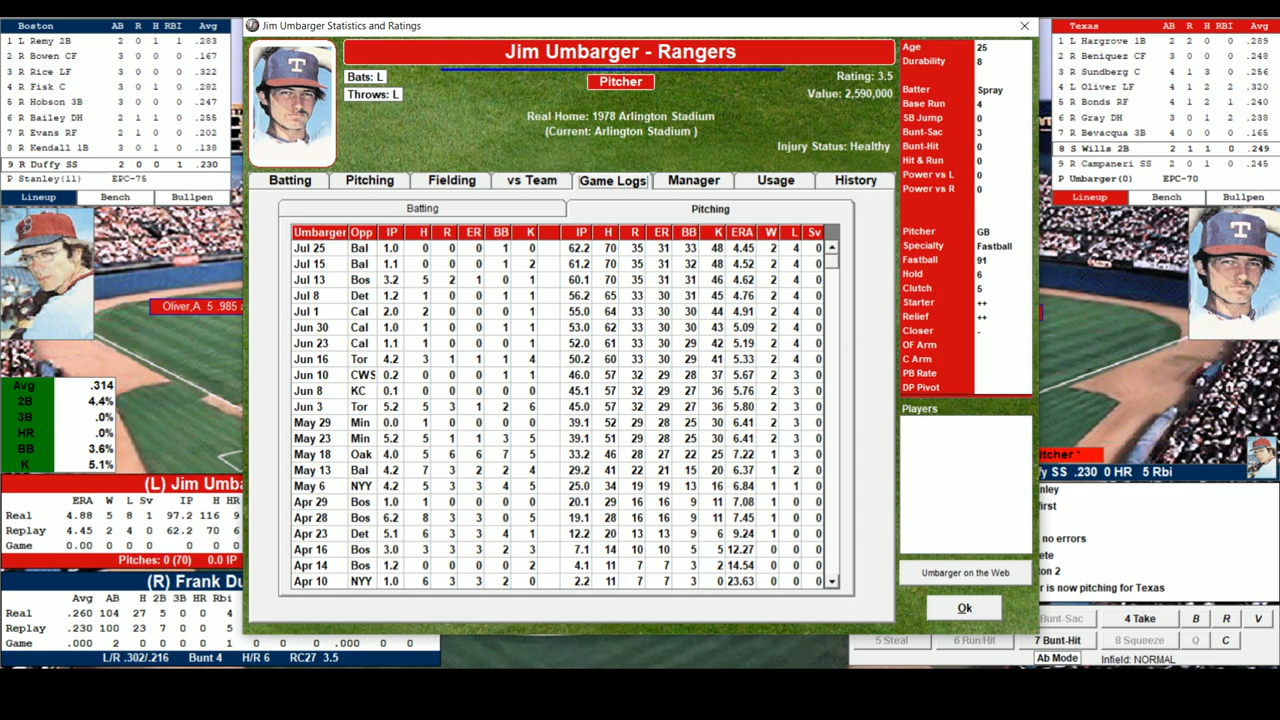 Boston AB R H RBI Avg
1 L Remy 2B 2 0 1 1 .283
2 R Bowen CF 3 0 0 0 .167
3 R Rice LF 3 0 0 0 .322
4 R Fisk C 3 0 1 0 .282
5 R Hobson 3B 3 0 0 0 .247
6 R Bailey DH 2 1 1 0 .241
7 R Evans RF 2 0 0 0 .202
8 R Kendall 1B 3 0 0 0 .138
9 R Duffy SS 2 0 0 1 .230
P Stanley(11) EPC-75
Lineup Bench Bullpen
Jim Umbarger Statistics and Ratings
Jim Umbarger - Rangers
Bats: L
Throws: L
Pitcher
Rating: 3.5
Value: 2,590,000
Real Home: 1978 Arlington Stadium
(Current: Arlington Stadium )
Injury Status: Healthy
Batting Pitching Fielding vs Team Game Logs Manager Usage History
Batting Pitching
Umbarger Opp IP H R ER BB K IP H R ER BB K ERA W L Sv
Jul 25 Bal 1.0 0 0 0 1 0 62.2 70 35 31 33 48 4.45 2 4 0
Jul 15 Bal 1.1 0 0 0 1 2 61.2 70 35 31 32 48 4.52 2 4 0
Jul 13 Bos 3.2 5 2 1 0 1 60.1 70 35 31 31 46 4.62 2 4 0
Jul 8 Det 1.2 1 0 0 1 1 56.2 65 33 30 31 45 4.76 2 4 0
Jul 1 Cal 2.0 2 0 0 0 1 55.0 64 33 30 30 44 4.91 2 4 0
Jun 30 Cal 1.0 1 0 0 1 1 53.0 62 33 30 30 43 5.09 2 4 0
Jun 23 Cal 1.1 1 0 0 0 1 52.0 61 33 30 29 42 5.19 2 4 0
Jun 16 Tor 4.2 3 1 1 1 4 50.2 60 33 30 29 41 5.33 2 4 0
Jun 10 CWS 0.2 0 0 0 1 1 46.0 57 32 29 28 37 5.67 2 3 0
Jun 8 KC 0.1 0 0 0 0 0 45.1 57 32 29 27 36 5.76 2 3 0
Jun 3 Tor 5.2 5 3 1 2 6 45.0 57 32 29 27 36 5.80 2 3 0
May 29 Min 0.0 1 0 0 0 0 39.1 52 29 28 25 30 6.41 2 3 0
May 23 Min 5.2 5 1 1 3 5 39.1 51 29 28 25 30 6.41 2 3 0
May 18 Oak 4.0 5 6 6 7 5 33.2 46 28 27 22 25 7.22 1 3 0
May 13 Bal 4.2 7 3 2 2 4 29.2 41 22 21 15 20 6.37 1 2 0
May 6 NYY 4.2 5 3 3 4 5 25.0 34 19 19 13 16 6.84 1 1 0
Apr 29 Bos 1.0 1 0 0 0 0 20.1 29 16 16 9 11 7.08 1 0 0
Apr 28 Bos 6.2 8 3 3 0 5 19.1 28 16 16 9 11 7.45 1 0 0
Apr 23 Det 5.1 6 3 3 4 1 12.2 20 13 13 9 6 9.24 1 0 0
Apr 16 Bos 3.0 3 3 3 2 3 7.1 14 10 10 5 5 12.27 0 0 0
Apr 14 Bos 1.2 0 0 0 0 2 4.1 11 7 7 3 2 14.54 0 0 0
Apr 10 NYY 1.0 6 3 3 2 0 2.2 11 7 7 3 0 23.63 0 0 0
Age 25
Durability 8
Batter Spray
Base Run 4
SB Jump 0
Bunt-Sac 3
Bunt-Hit 0
Hit & Run 0
Power vs L 0
Power vs R 0
Pitcher GB
Specialty Fastball
Fastball 91
Hold 6
Clutch 5
Starter ++
Relief ++
Closer -
OF Arm
C Arm
PB Rate
DP Pivot
Players
Umbarger on the Web
Ok
Texas AB R H RBI Avg
1 L Hargrove 1B 2 2 0 0 .289
2 R Beniquez CF 3 0 0 0 .248
3 R Sundberg C 4 1 3 0 .256
4 L Oliver LF 4 1 2 2 .320
5 R Bonds RF 4 1 2 1 .240
6 R Gray DH 3 0 1 2 .238
7 R Bevacqua 3B 4 0 0 0 .165
8 S Wills 2B 2 1 1 0 .249
9 R Campaneri SS 2 0 1 0 .245
P Umbarger(0) EPC-70
Lineup Bench Bullpen
Oliver,A 5 .985
Avg .314
2B 4.4%
3B .0%
HR .0%
BB 3.6%
K 5.1%
(L) Jim Umba
ERA W L Sv IP H HR
Real 4.88 5 8 1 97.2 116 9
Replay 4.45 2 4 0 62.2 70 6
Game 0.00 0 0 0 0.0 0 0
Pitches: 0 (70) 0.0 IP
(R) Frank Du
Avg AB H 2B 3B HR Rbi
Real .260 104 27 5 0 0 4
Replay .230 100 23 7 0 0 5
Game .000 2 0 0 0 0 1 0 0 .000 0 0
L/R .302/.216 Bunt 4 H/R 6 RC27 3.5
itcher *
fy SS .230 0 HR 5 Rbi
nley
first
no errors
ete
ton 2
r is now pitching for Texas
Bunt-Sac 4 Take B R V
5 Steal 6 Run/Hit 7 Bunt-Hit 8 Squeeze Q C
Ab Mode Infield: NORMAL